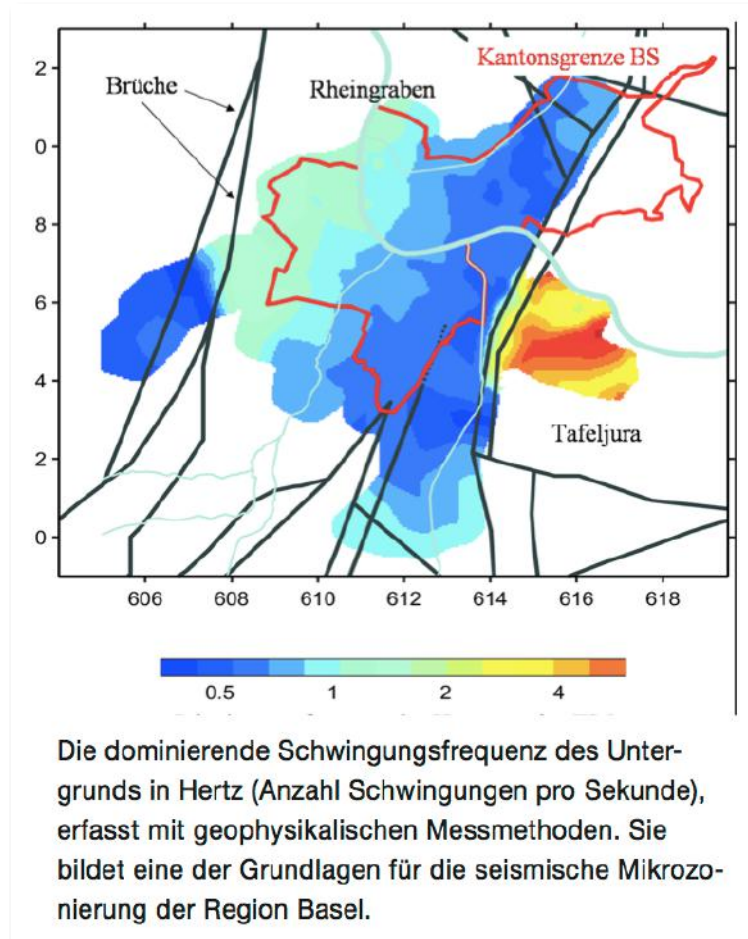 Kantonsgrenze BS
Brüche
Rheingraben
Tafeljura
2
0
8
6
4
2
0
606 608 610 612 614 616 618
0.5 1 2 4
Die dominierende Schwingungsfrequenz des Unter-
grunds in Hertz (Anzahl Schwingungen pro Sekunde),
erfasst mit geophysikalischen Messmethoden. Sie
bildet eine der Grundlagen für die seismische Mikrozo-
nierung der Region Basel.